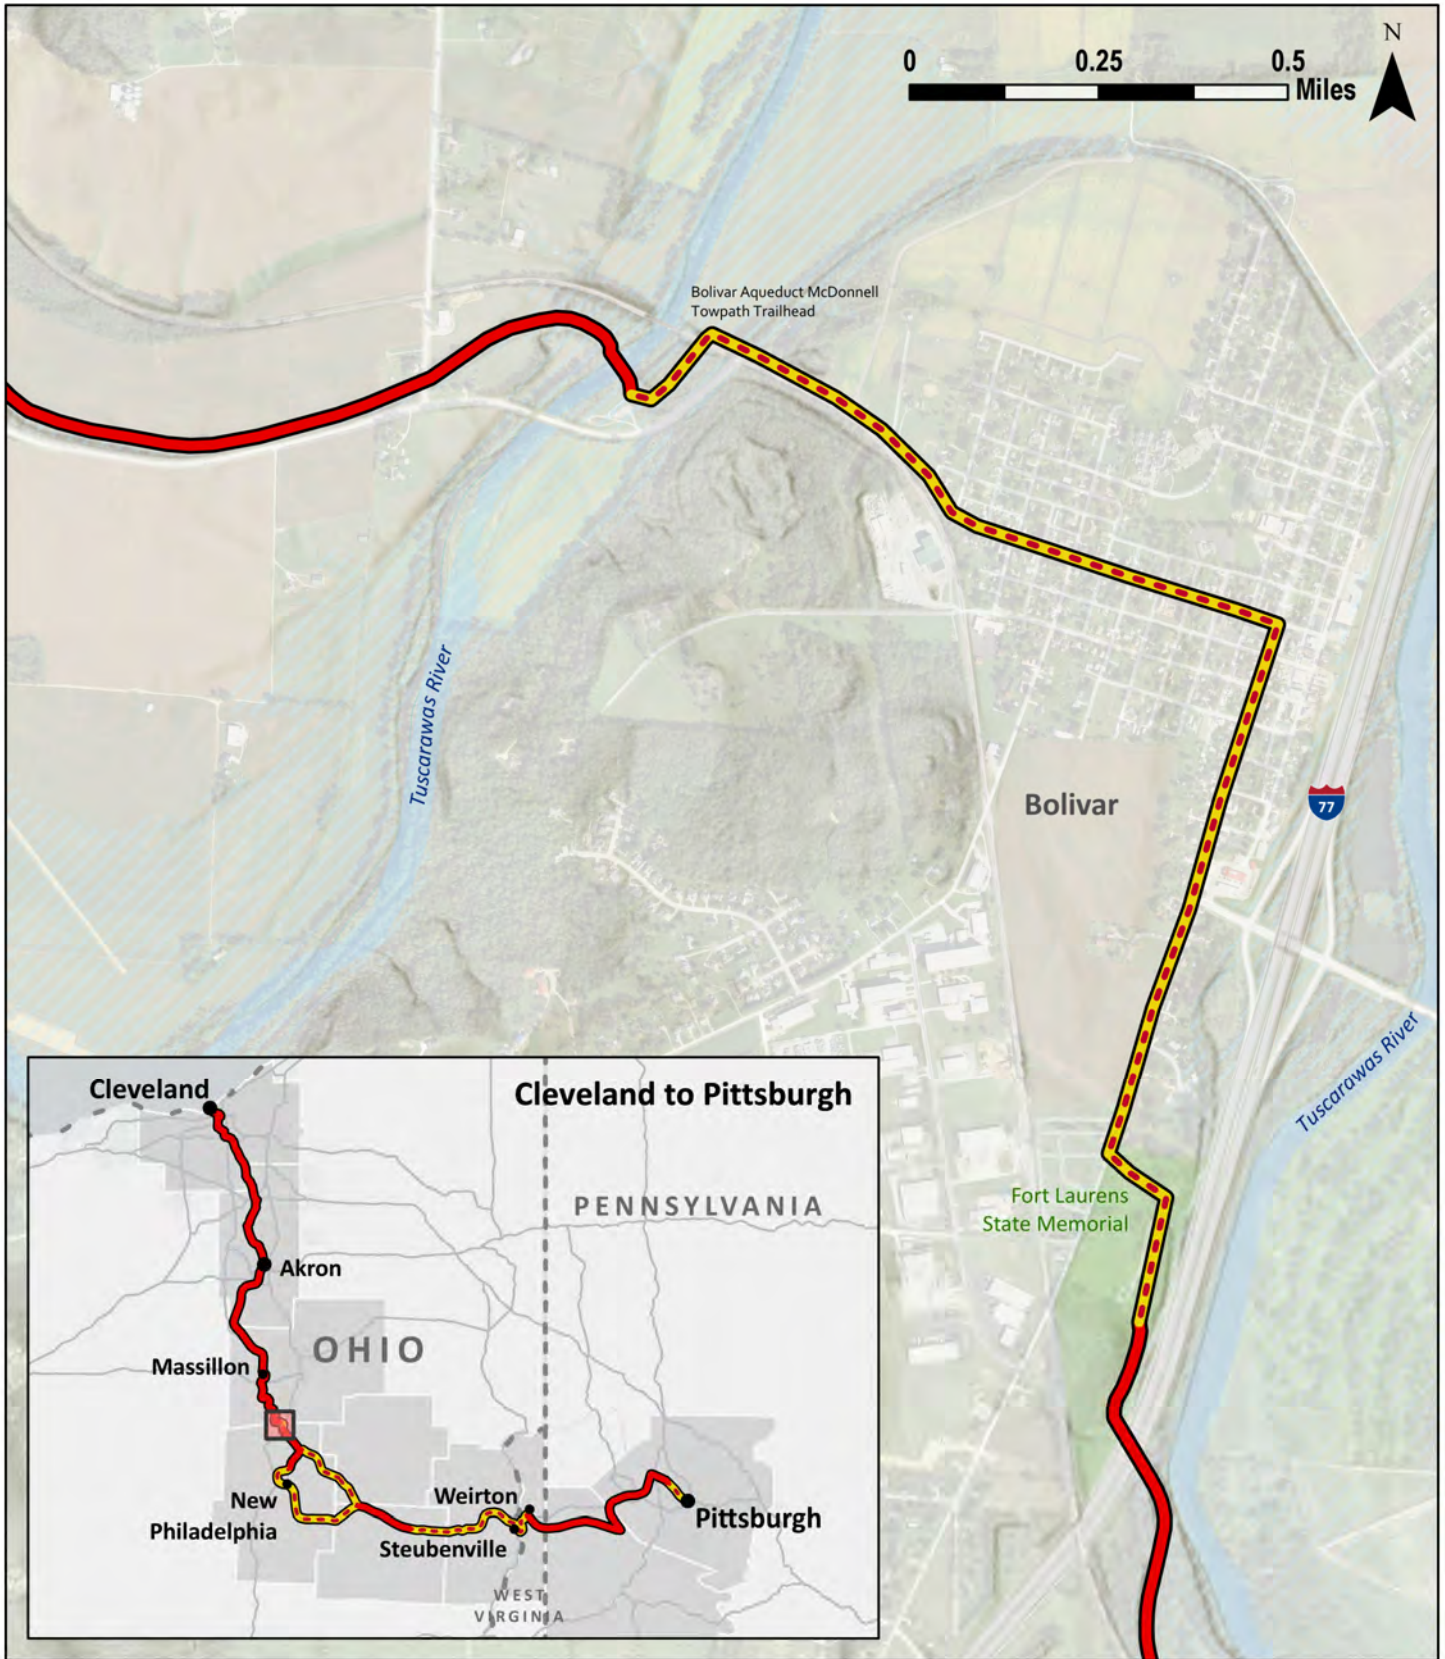 N
0 0.25 0.5
Miles
Bolivar Aqueduct McDonnell
Towpath Trailhead
Tuscarawas River
Bolivar
77
Tuscarawas River
Fort Laurens
State Memorial
Cleveland to Pittsburgh
Cleveland
PENNSYLVANIA
Akron
OHIO
Massillon
New
Philadelphia
Weirton
Pittsburgh
Steubenville
WEST
VIRGINIA